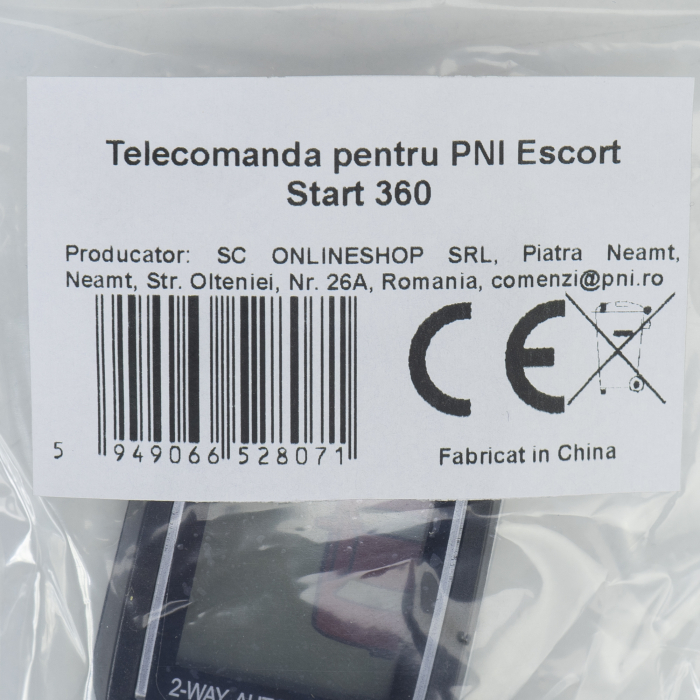 Telecomanda pentru PNI Escort
Start 360
Producator: SC ONLINESHOP SRL, Piatra Neamt,
Neamt, Str. Olteniei, Nr. 26A, Romania, comenzi@pni.ro
CE
5 949066 528071
Fabricat in China
2-WAY